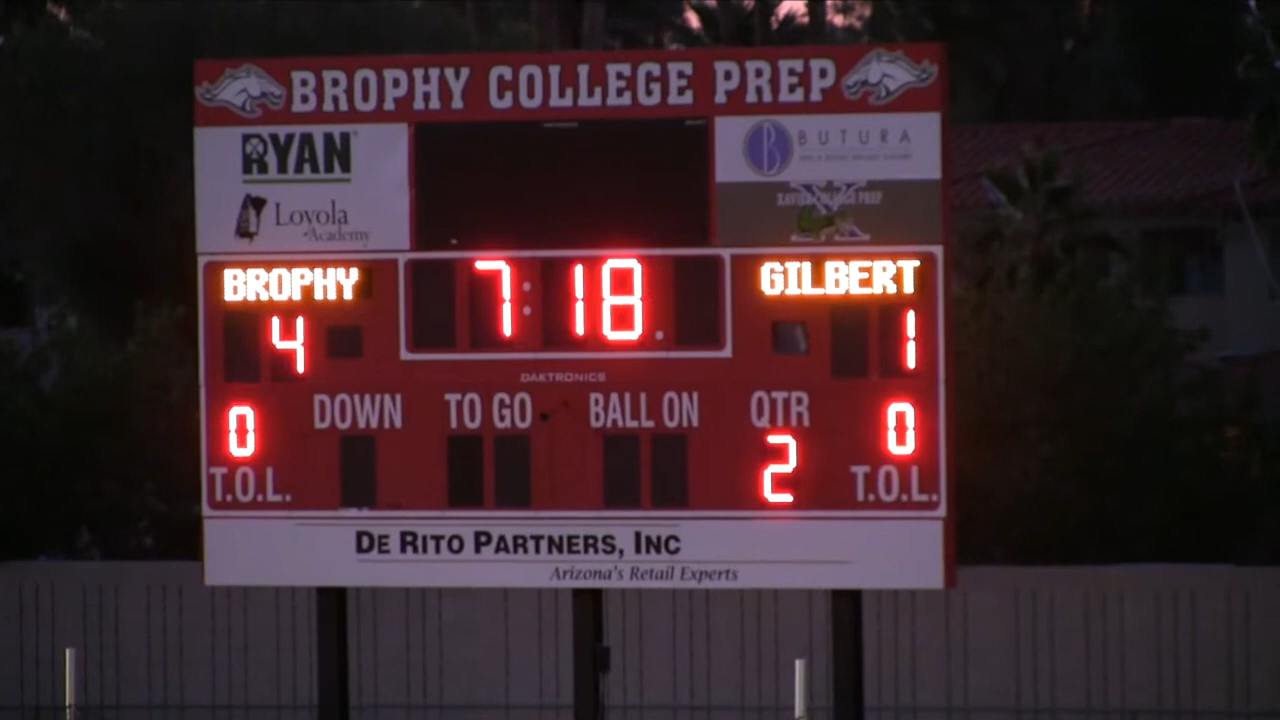 BROPHY COLLEGE PREP
RYAN
BUTURA
Loyola
Academy
XAVIER COLLEGE PREP
BROPHY
7:18.
GILBERT
4
1
DAKTRONICS
DOWN
TO GO
BALL ON
QTR
0
2
0
T.O.L.
T.O.L.
DE RITO PARTNERS, INC
Arizona's Retail Experts